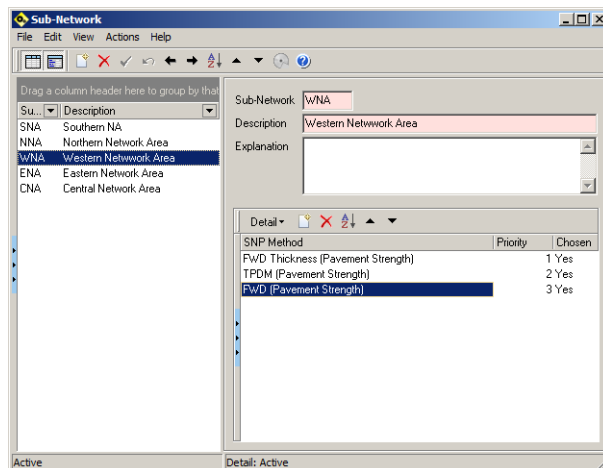 Sub-Network
File Edit View Actions Help
Drag a column header here to group by that
Su... Description
SNA Southern NA
NNA Northern Network Area
WNA Western Netwwork Area
ENA Eastern Network Area
CNA Central Network Area
Sub-Network WNA
Description Western Netwwork Area
Explanation
Detail
SNP Method Priority Chosen
FWD Thickness (Pavement Strength) 1 Yes
TPDM (Pavement Strength) 2 Yes
FWD (Pavement Strength) 3 Yes
Active
Detail: Active